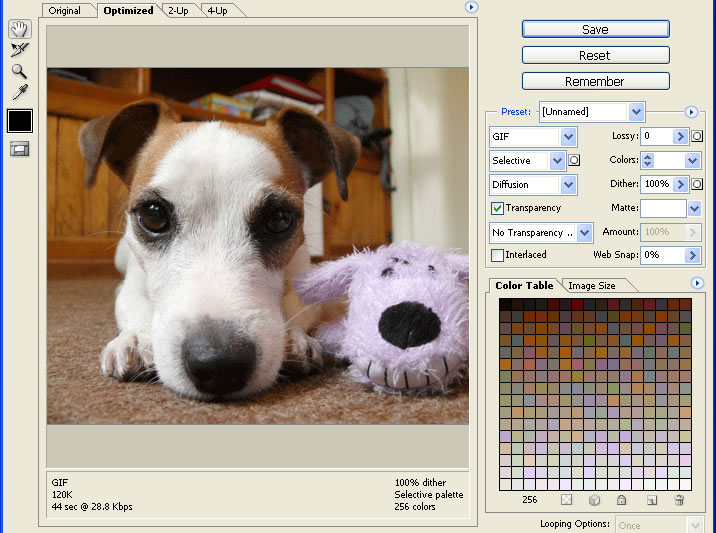 Original Optimized 2-Up 4-Up
Save
Reset
Remember
Preset: [Unnamed]
GIF Lossy: 0
Selective Colors:
Diffusion Dither: 100%
Transparency Matte:
No Transparency ... Amount: 100%
Interlaced Web Snap: 0%
Color Table Image Size
256
Looping Options: Once
GIF 100% dither
120K Selective palette
44 sec @ 28.8 Kbps 256 colors